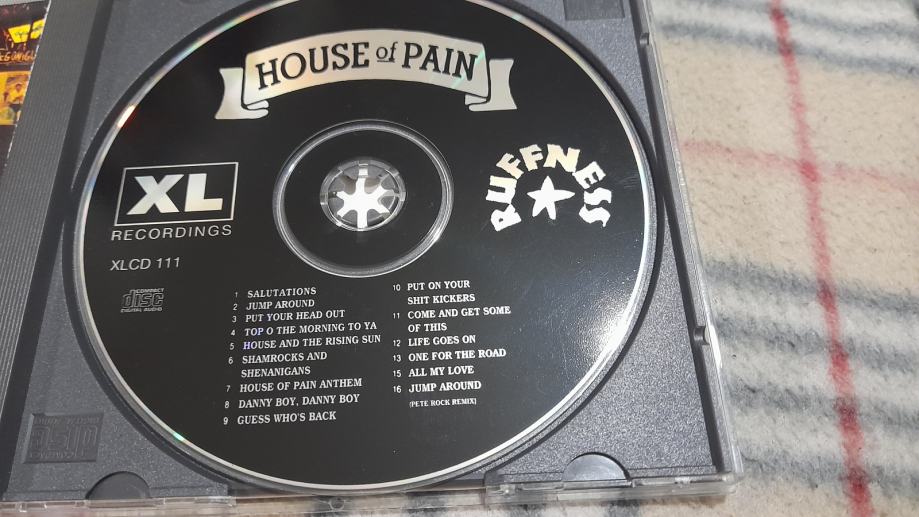 HOUSE of PAIN
XL
RECORDINGS
XLCD 111
RUFFNESS
COMPACT
disc
DIGITAL AUDIO
1 SALUTATIONS
2 JUMP AROUND
3 PUT YOUR HEAD OUT
4 TOP O THE MORNING TO YA
5 HOUSE AND THE RISING SUN
6 SHAMROCKS AND
SHENANIGANS
7 HOUSE OF PAIN ANTHEM
8 DANNY BOY, DANNY BOY
9 GUESS WHO'S BACK
10 PUT ON YOUR
SHIT KICKERS
11 COME AND GET SOME
OF THIS
12 LIFE GOES ON
13 ONE FOR THE ROAD
15 ALL MY LOVE
16 JUMP AROUND
[PETE ROCK REMIX]